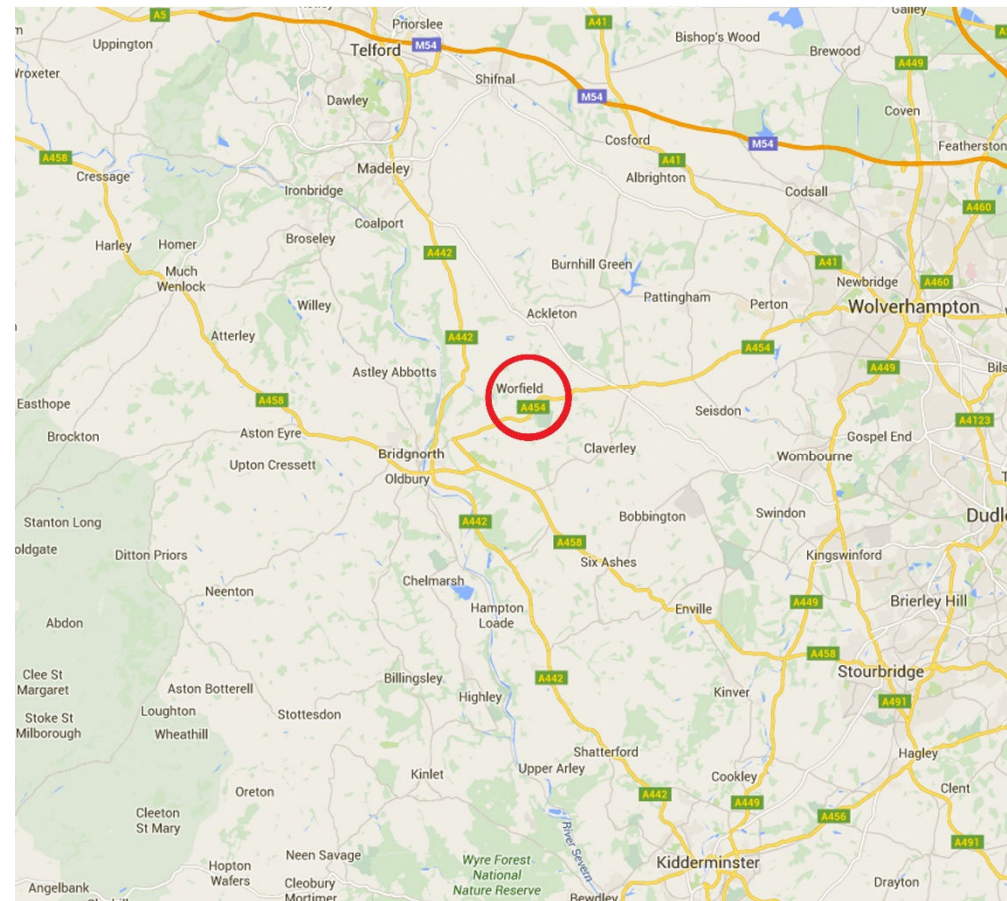 A5
Priorslee
A41
Galley
Uppington
Telford
M54
Bishop's Wood
Brewood
Wroxeter
Shifnal
A449
Dawley
M54
Coven
Cosford
M54
Featherston
A458
Cressage
Madeley
A41
Albrighton
Ironbridge
Codsall
A460
Coalport
Harley
Homer
Broseley
A442
Burnhill Green
A41
Much
Wenlock
Newbridge
A460
Willey
Pattingham
Perton
Wolverhampton
Ackleton
Atterley
A442
A454
Astley Abbotts
A449
Bils
Worfield
Easthope
A458
A454
Seisdon
A4123
Brockton
Aston Eyre
Gospel End
Bridgnorth
Claverley
Wombourne
Upton Cressett
Oldbury
Stanton Long
A442
Bobbington
Swindon
Dudle
oldgate
Ditton Priors
A458
Kingswinford
Six Ashes
Chelmarsh
Neenton
A449
Brierley Hill
Hampton
Loade
Enville
Abdon
A458
Clee St
Margaret
Billingsley
A442
Stourbridge
Aston Botterell
Highley
Kinver
A491
Loughton
Stottesdon
Stoke St
Milborough
Wheathill
Shatterford
Hagley
Upper Arley
Kinlet
Cookley
Oreton
A442
A449
Clent
Cleeton
St Mary
A456
River Severn
A491
Neen Savage
Wyre Forest
National
Nature Reserve
Kidderminster
Hopton
Wafers
Cleobury
Mortimer
Drayton
Angelbank
Bewdley